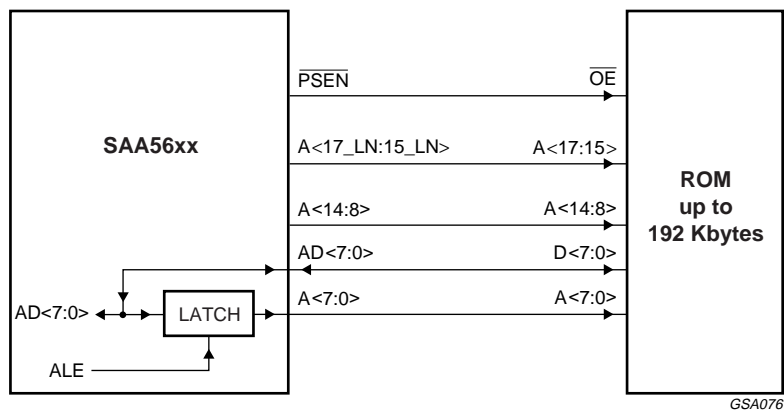 PSEN
OE
SAA56xx
A<17_LN:15_LN>
A<17:15>
ROM
up to
192 Kbytes
A<14:8>
A<14:8>
AD<7:0>
D<7:0>
AD<7:0>
LATCH
A<7:0>
A<7:0>
ALE
GSA076